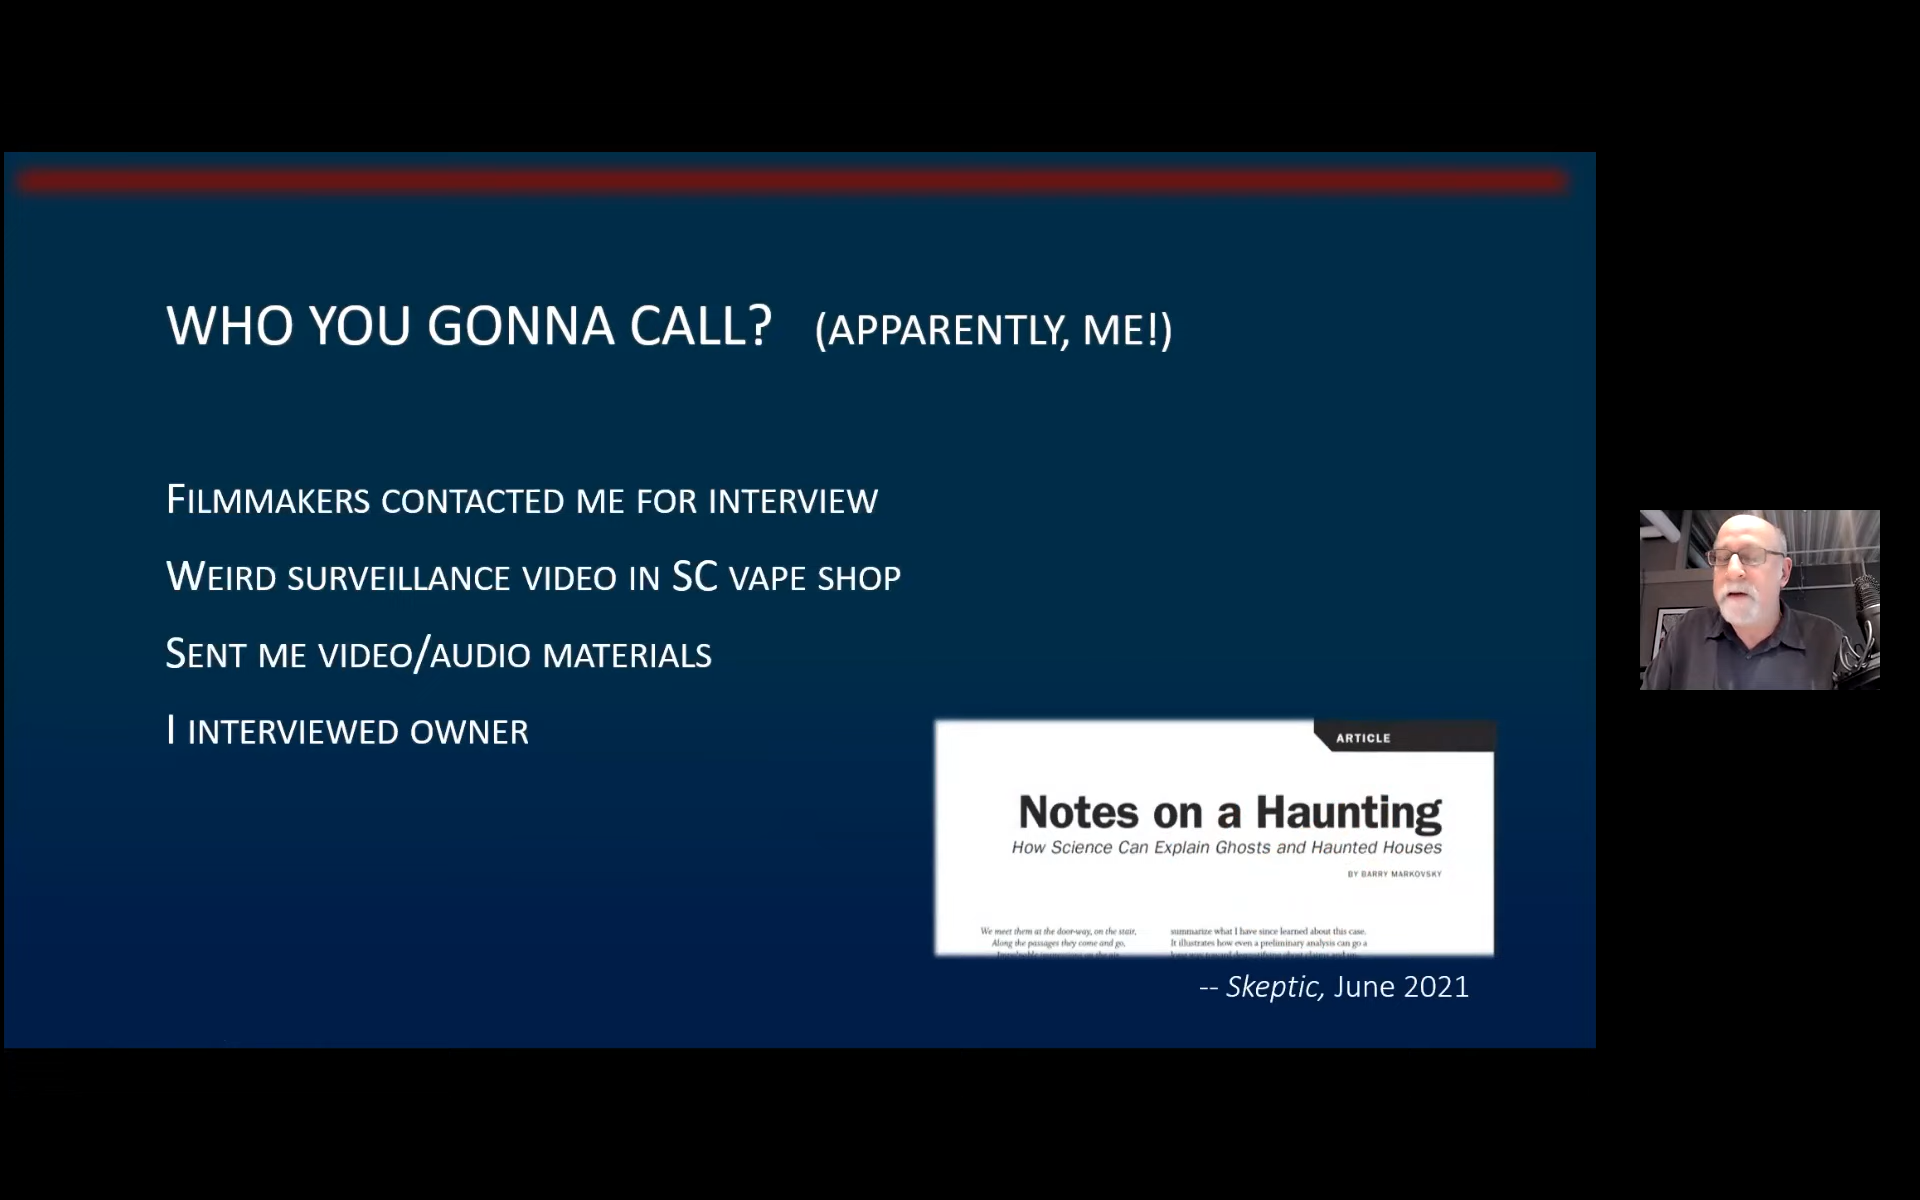 WHO YOU GONNA CALL? (APPARENTLY, ME!)
FILMMAKERS CONTACTED ME FOR INTERVIEW
WEIRD SURVEILLANCE VIDEO IN SC VAPE SHOP
SENT ME VIDEO/AUDIO MATERIALS
I INTERVIEWED OWNER
ARTICLE
Notes on a Haunting
How Science Can Explain Ghosts and Haunted Houses
BY BARRY MARKOVSKY
We meet them at the door-way, on the stair,
Along the passages they come and go,
summarize what I have since learned about this case.
It illustrates how even a preliminary analysis can go a
-- Skeptic, June 2021